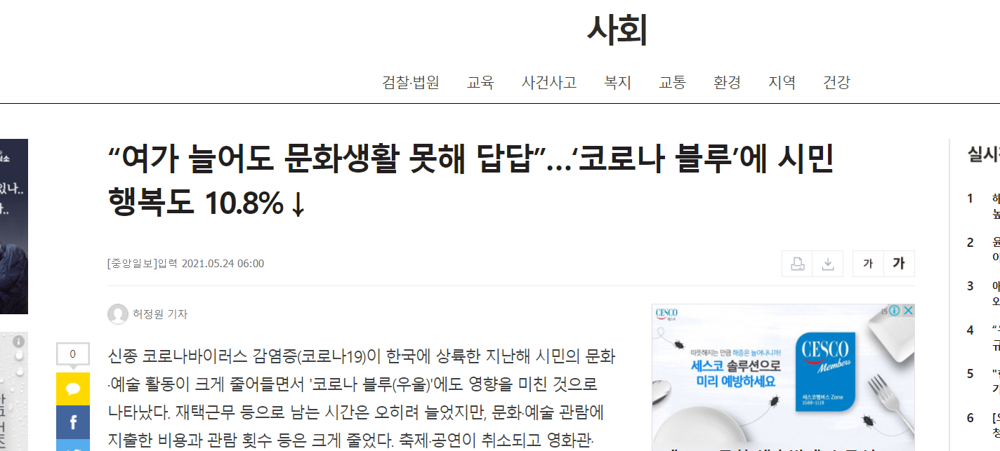 사회
검찰·법원 교육 사건사고 복지 교통 환경 지역 건강
“여가 늘어도 문화생활 못해 답답”…‘코로나 블루’에 시민
행복도 10.8%↓
[중앙일보]입력 2021.05.24 06:00
가 가
허정원 기자
0
신종 코로나바이러스 감염증(코로나19)이 한국에 상륙한 지난해 시민의 문화
·예술 활동이 크게 줄어들면서 '코로나 블루(우울)'에도 영향을 미친 것으로
나타났다. 재택근무 등으로 남는 시간은 오히려 늘었지만, 문화·예술 관람에
지출한 비용과 관람 횟수 등은 크게 줄었다. 축제·공연이 취소되고 영화관·
CESCO
세스코
따뜻해지는 만큼 해충은 늘어나니까!
세스코 솔루션으로
미리 예방하세요
CESCO
Members
세스코멤버스 Zone
1588-1119
실시
1
2
3
4
5
6